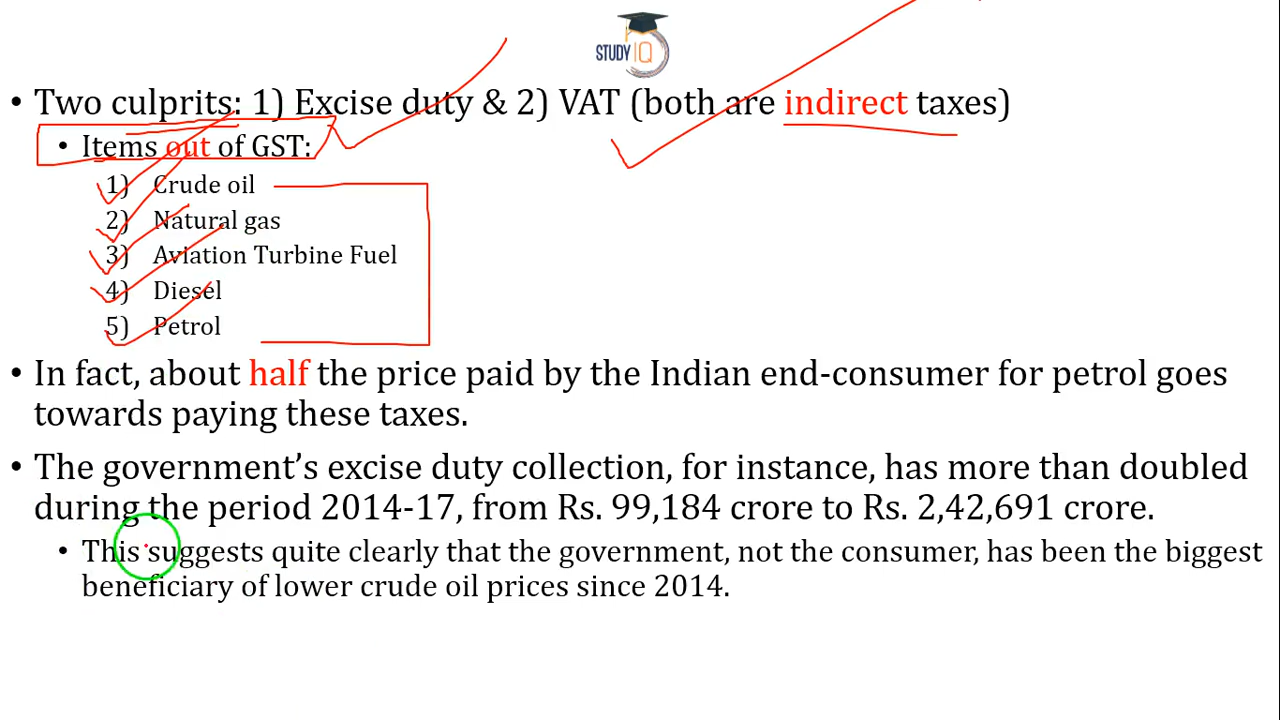 STUDY IQ
• Two culprits: 1) Excise duty & 2) VAT (both are indirect taxes)
• Items out of GST:
1) Crude oil
2) Natural gas
3) Aviation Turbine Fuel
4) Diesel
5) Petrol
• In fact, about half the price paid by the Indian end-consumer for petrol goes
towards paying these taxes.
• The government’s excise duty collection, for instance, has more than doubled
during the period 2014-17, from Rs. 99,184 crore to Rs. 2,42,691 crore.
• This suggests quite clearly that the government, not the consumer, has been the biggest
beneficiary of lower crude oil prices since 2014.